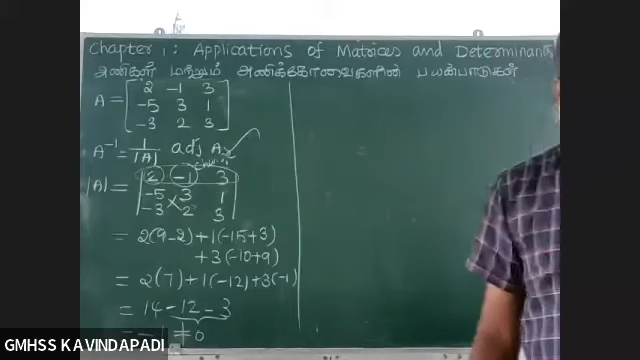 Chapter 1: Applications of Matrices and Determinants
அணிகள் மற்றும் அணிக்கோவைகளின் பயன்பாடுகள்
A = [2 -1 3
-5 3 1
-3 2 3]
A⁻¹ = 1/|A| adj A
|A| = |2 -1 3
-5 3 1
-3 2 3|
= 2(9-2)+1(-15+3)
+3(-10+9)
= 2(7)+1(-12)+3(-1)
= 14-12-3
= -1 ≠ 0
GMHSS KAVINDAPADI